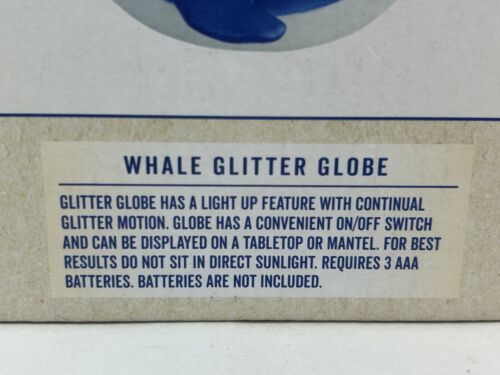 WHALE GLITTER GLOBE
GLITTER GLOBE HAS A LIGHT UP FEATURE WITH CONTINUAL
GLITTER MOTION. GLOBE HAS A CONVENIENT ON/OFF SWITCH
AND CAN BE DISPLAYED ON A TABLETOP OR MANTEL. FOR BEST
RESULTS DO NOT SIT IN DIRECT SUNLIGHT. REQUIRES 3 AAA
BATTERIES. BATTERIES ARE NOT INCLUDED.